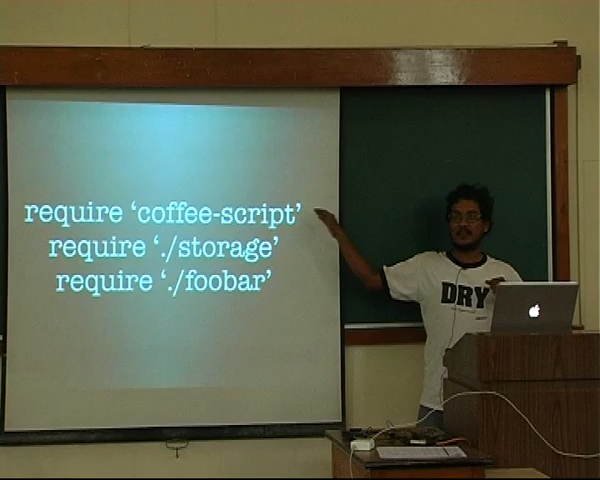 require ‘coffee-script’
require ‘./storage’
require ‘./foobar’
DRY